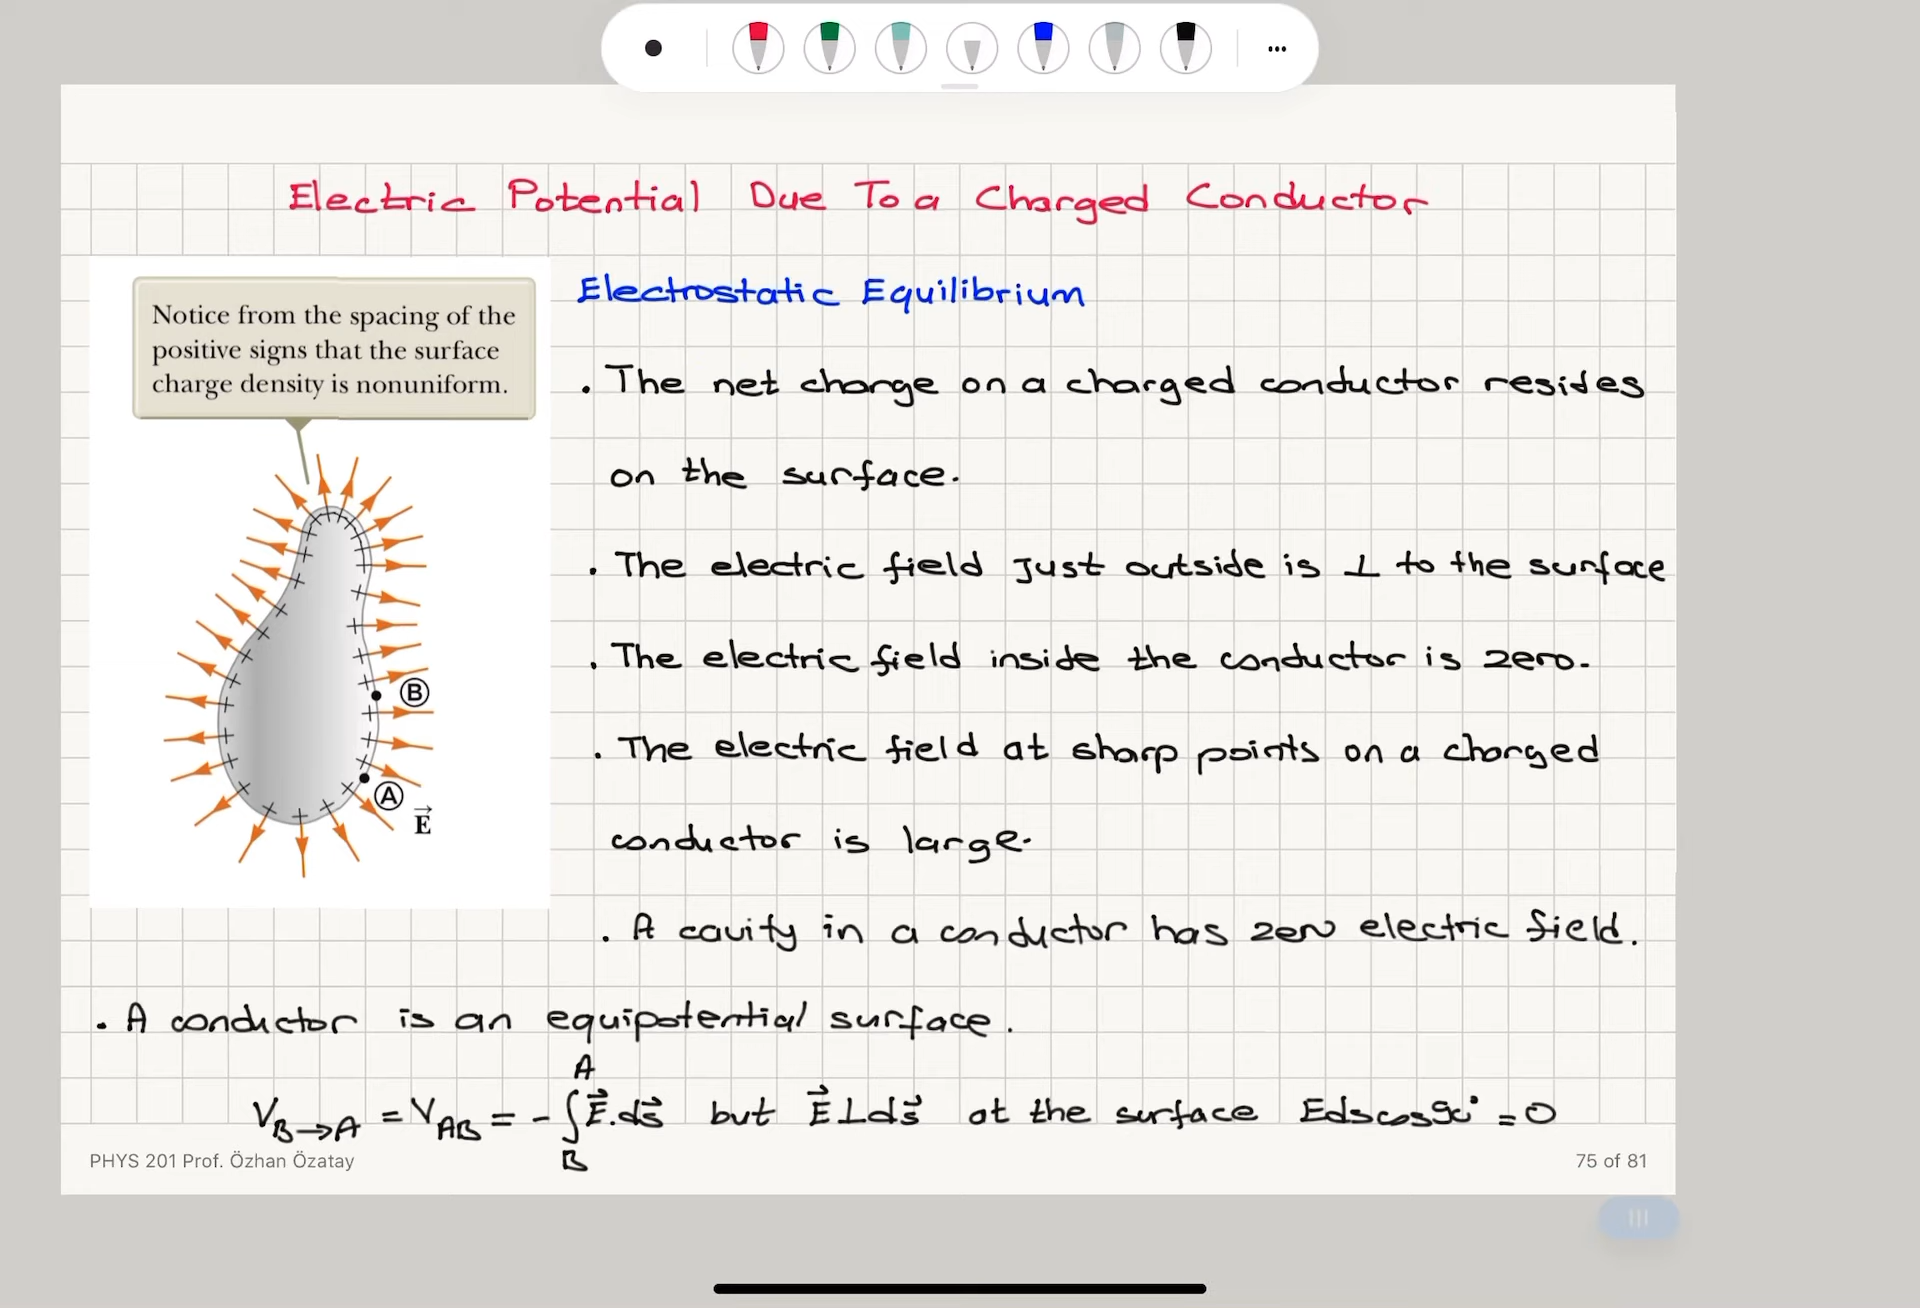 Electric Potential Due To a Charged Conductor
Notice from the spacing of the
positive signs that the surface
charge density is nonuniform.
Electrostatic Equilibrium
. The net charge on a charged conductor resides
on the surface.
. The electric field just outside is ⊥ to the surface
. The electric field inside the conductor is zero.
. The electric field at sharp points on a charged
conductor is large.
B
A
E⃗
. A cavity in a conductor has zero electric field.
. A conductor is an equipotential surface.
V_B→A = V_AB = - ∫_B^A E⃗.ds⃗ but E⃗ ⊥ ds⃗ at the surface Edscos90° = 0
PHYS 201 Prof. Özhan Özatay
75 of 81